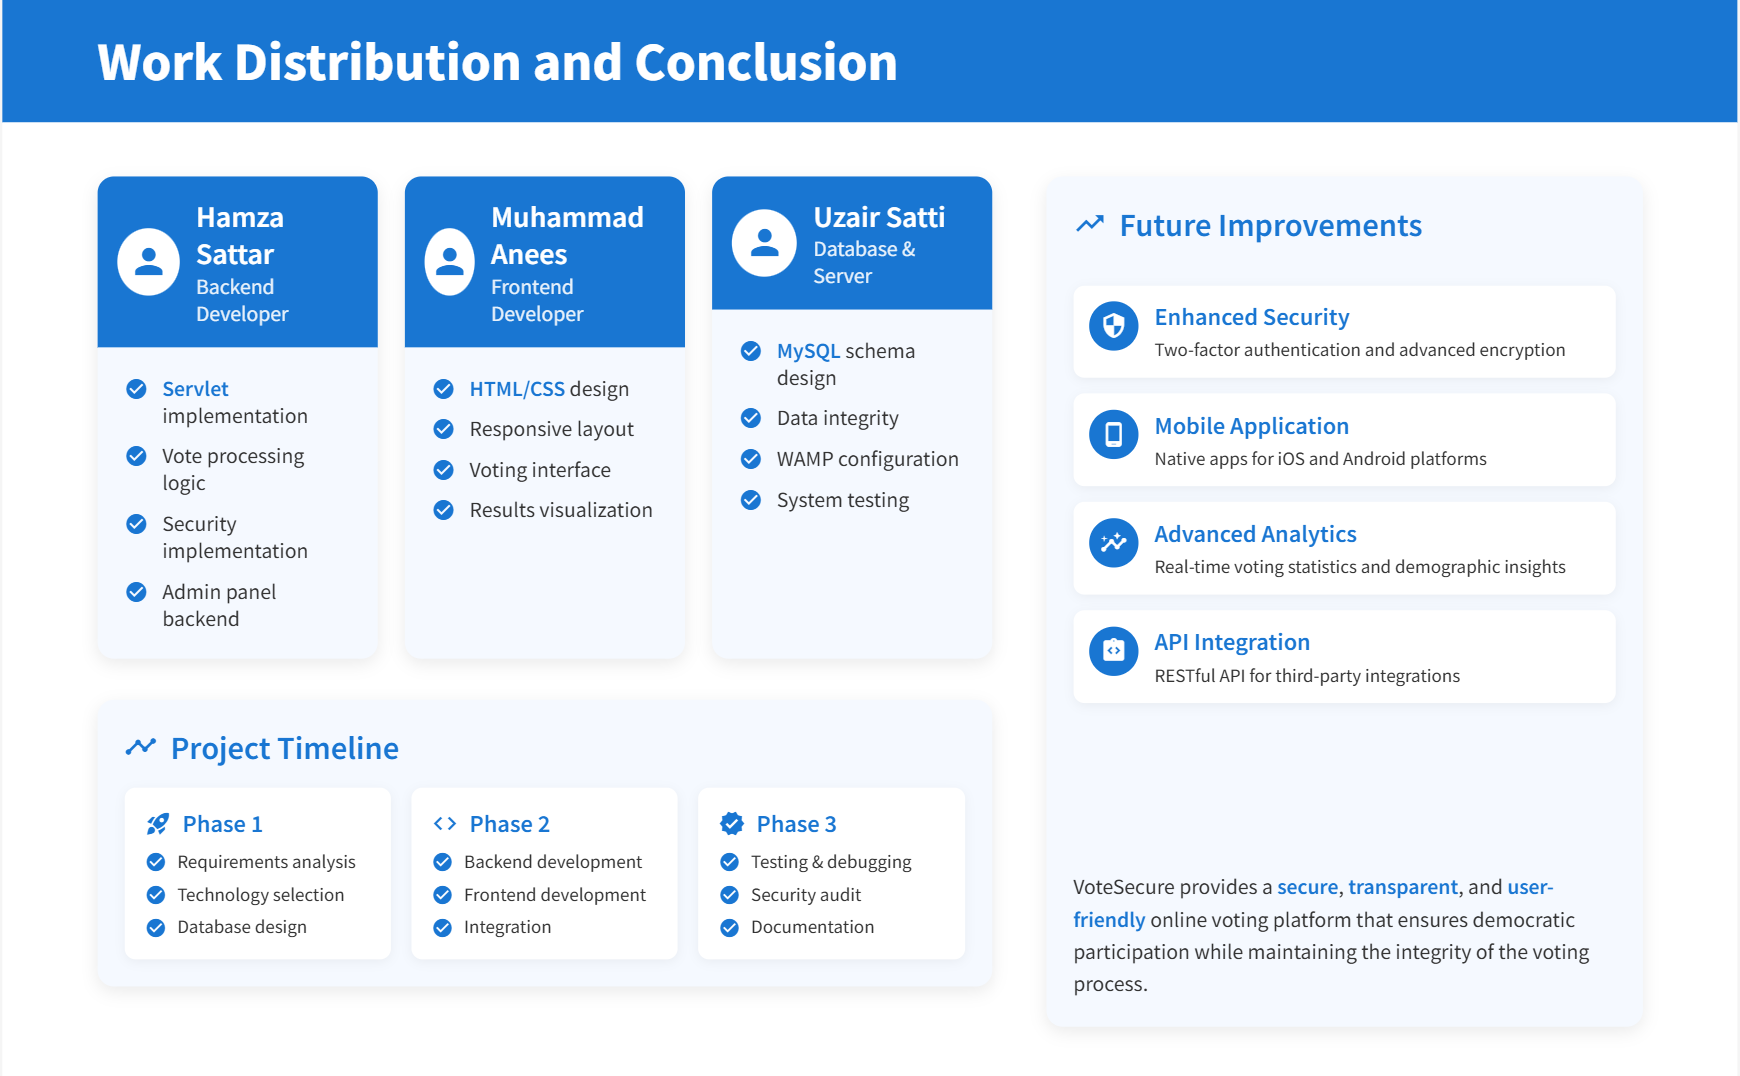 Work Distribution and Conclusion
Hamza
Sattar
Backend
Developer
Servlet
implementation
Vote processing
logic
Security
implementation
Admin panel
backend
Muhammad
Anees
Frontend
Developer
HTML/CSS design
Responsive layout
Voting interface
Results visualization
Uzair Satti
Database &
Server
MySQL schema
design
Data integrity
WAMP configuration
System testing
Project Timeline
Phase 1
Requirements analysis
Technology selection
Database design
Phase 2
Backend development
Frontend development
Integration
Phase 3
Testing & debugging
Security audit
Documentation
Future Improvements
Enhanced Security
Two-factor authentication and advanced encryption
Mobile Application
Native apps for iOS and Android platforms
Advanced Analytics
Real-time voting statistics and demographic insights
API Integration
RESTful API for third-party integrations
VoteSecure provides a secure, transparent, and user-
friendly online voting platform that ensures democratic
participation while maintaining the integrity of the voting
process.